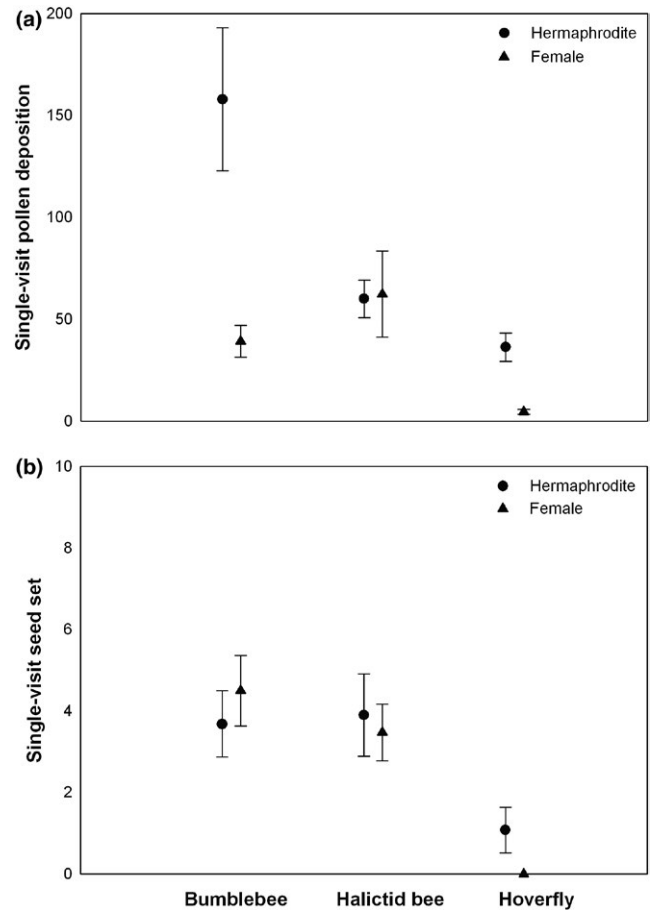 (a)
200
150
100
50
0
Single-visit pollen deposition
Hermaphrodite
Female
(b)
10
8
6
4
2
0
Single-visit seed set
Hermaphrodite
Female
Bumblebee Halictid bee Hoverfly